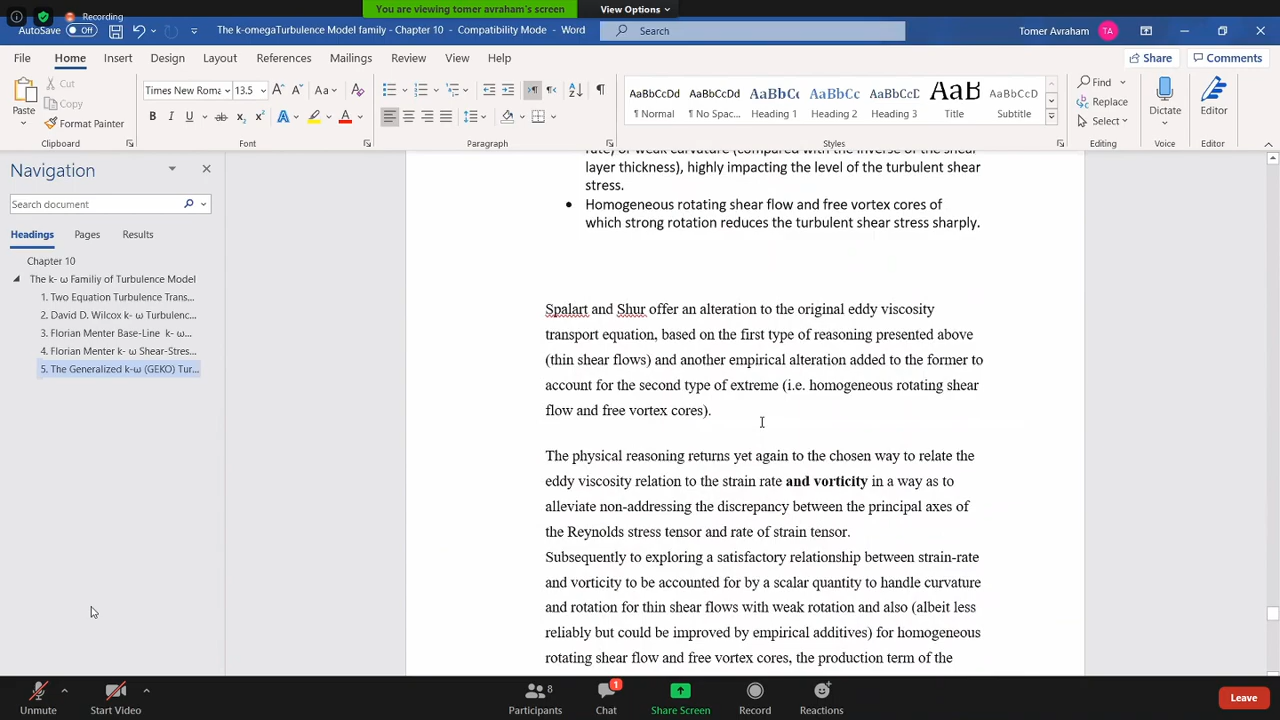 Recording
You are viewing tomer avraham's screen
View Options
AutoSave Off
The k-omegaTurbulence Model family - Chapter 10 - Compatibility Mode - Word
Search
Tomer Avraham
TA
File Home Insert Design Layout References Mailings Review View Help
Share
Comments
Paste
Cut
Copy
Format Painter
Times New Roma
13.5
AaBbCcDd
AaBbCcDd
AaBbCc
AaBbCcC
AaBbCcD
AaB
AaBbCcD
¶ Normal
¶ No Spac...
Heading 1
Heading 2
Heading 3
Title
Subtitle
Find
Replace
Select
Dictate
Editor
Clipboard
Font
Paragraph
Styles
Editing
Voice
Editor
Navigation
Search document
Headings
Pages
Results
Chapter 10
The k- ω Familiy of Turbulence Model
1. Two Equation Turbulence Trans...
2. David D. Wilcox k-ω Turbulenc...
3. Florian Menter Base-Line k-ω...
4. Florian Menter k- ω Shear-Stres...
5. The Generalized k-ω (GEKO) Tur...
rate) or weak curvature (compared with the inverse of the shear
layer thickness), highly impacting the level of the turbulent shear
stress.
• Homogeneous rotating shear flow and free vortex cores of
which strong rotation reduces the turbulent shear stress sharply.
Spalart and Shur offer an alteration to the original eddy viscosity
transport equation, based on the first type of reasoning presented above
(thin shear flows) and another empirical alteration added to the former to
account for the second type of extreme (i.e. homogeneous rotating shear
flow and free vortex cores).
The physical reasoning returns yet again to the chosen way to relate the
eddy viscosity relation to the strain rate and vorticity in a way as to
alleviate non-addressing the discrepancy between the principal axes of
the Reynolds stress tensor and rate of strain tensor.
Subsequently to exploring a satisfactory relationship between strain-rate
and vorticity to be accounted for by a scalar quantity to handle curvature
and rotation for thin shear flows with weak rotation and also (albeit less
reliably but could be improved by empirical additives) for homogeneous
rotating shear flow and free vortex cores, the production term of the
Unmute
Start Video
Participants
8
Chat
1
Share Screen
Record
Reactions
Leave